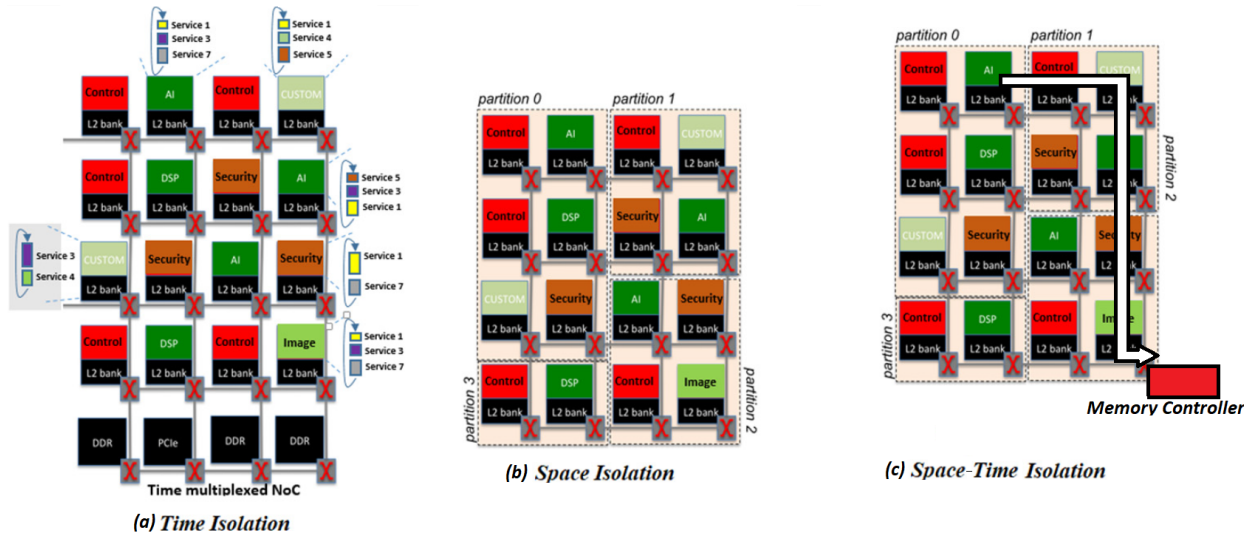 Service 1
Service 3
Service 7
Service 1
Service 4
Service 5
Control AI Control CUSTOM
L2 bank L2 bank L2 bank L2 bank
Control DSP Security AI
L2 bank L2 bank L2 bank L2 bank
Service 5
Service 3
Service 1
Service 3
Service 4
CUSTOM Security AI Security
L2 bank L2 bank L2 bank L2 bank
Service 1
Service 7
Control DSP Control Image
L2 bank L2 bank L2 bank L2 bank
Service 1
Service 3
Service 7
DDR PCIe DDR DDR
Time multiplexed NoC
(a) Time Isolation
partition 0 partition 1
Control AI Control CUSTOM
L2 bank L2 bank L2 bank L2 bank
Control DSP Security AI
L2 bank L2 bank L2 bank L2 bank
CUSTOM Security AI Security
L2 bank L2 bank L2 bank L2 bank
partition 3
Control DSP Control Image
L2 bank L2 bank L2 bank L2 bank
partition 2
(b) Space Isolation
partition 0 partition 1
Control AI Control CUSTOM
L2 bank L2 bank L2 bank L2 bank
Control DSP Security
L2 bank L2 bank L2 bank L2 bank
partition 2
CUSTOM Security AI Security
L2 bank L2 bank L2 bank L2 bank
partition 3
Control DSP Control
L2 bank L2 bank L2 bank L2 bank
Memory Controller
(c) Space-Time Isolation